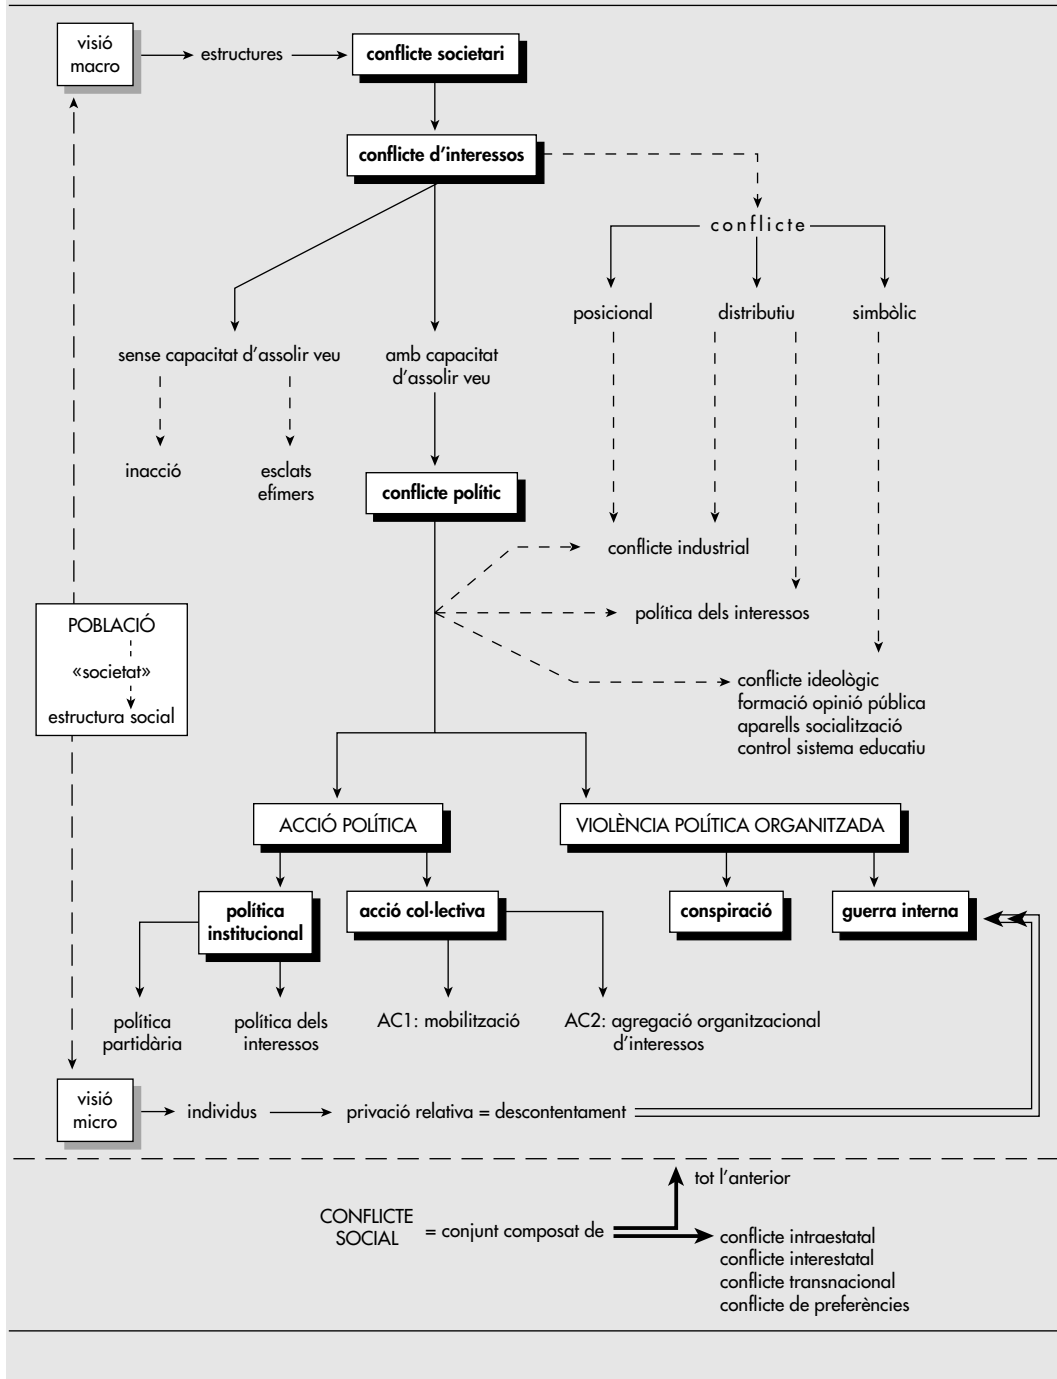 visió
macro
estructures
conflicte societari
conflicte d'interessos
conflicte
posicional
distributiu
simbòlic
sense capacitat d'assolir veu
amb capacitat
d'assolir veu
inacció
esclats
efímers
conflicte polític
conflicte industrial
política dels interessos
POBLACIÓ
«societat»
estructura social
conflicte ideològic
formació opinió pública
aparells socialització
control sistema educatiu
ACCIÓ POLÍTICA
VIOLÈNCIA POLÍTICA ORGANITZADA
política
institucional
acció col·lectiva
conspiració
guerra interna
política
partidària
política dels
interessos
AC1: mobilització
AC2: agregació organitzacional
d'interessos
visió
micro
individus
privació relativa = descontentament
tot l'anterior
CONFLICTE
SOCIAL
= conjunt composat de
conflicte intraestatal
conflicte interestatal
conflicte transnacional
conflicte de preferències